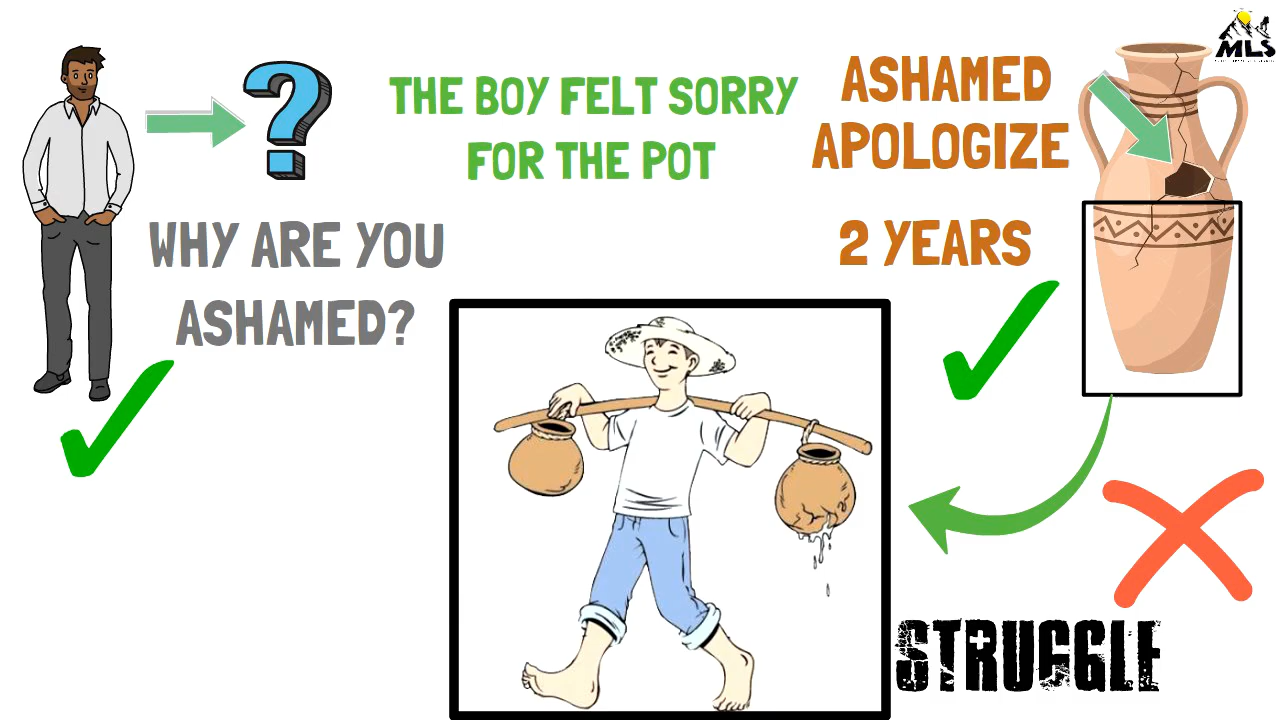 THE BOY FELT SORRY
FOR THE POT
ASHAMED
APOLOGIZE
MLS
WHY ARE YOU
ASHAMED?
2 YEARS
STRUGGLE